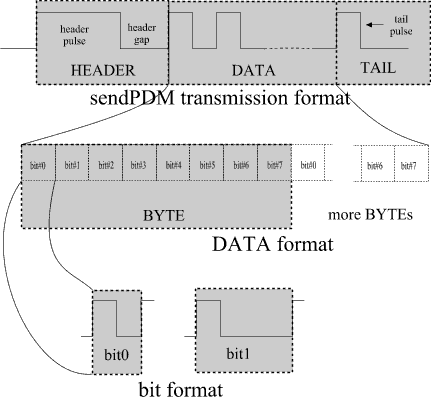 header pulse
header gap
tail pulse
HEADER
DATA
TAIL
sendPDM transmission format
bit#0 bit#1 bit#2 bit#3 bit#4 bit#5 bit#6 bit#7 bit#0 bit#6 bit#7
BYTE
more BYTEs
DATA format
bit0
bit1
bit format